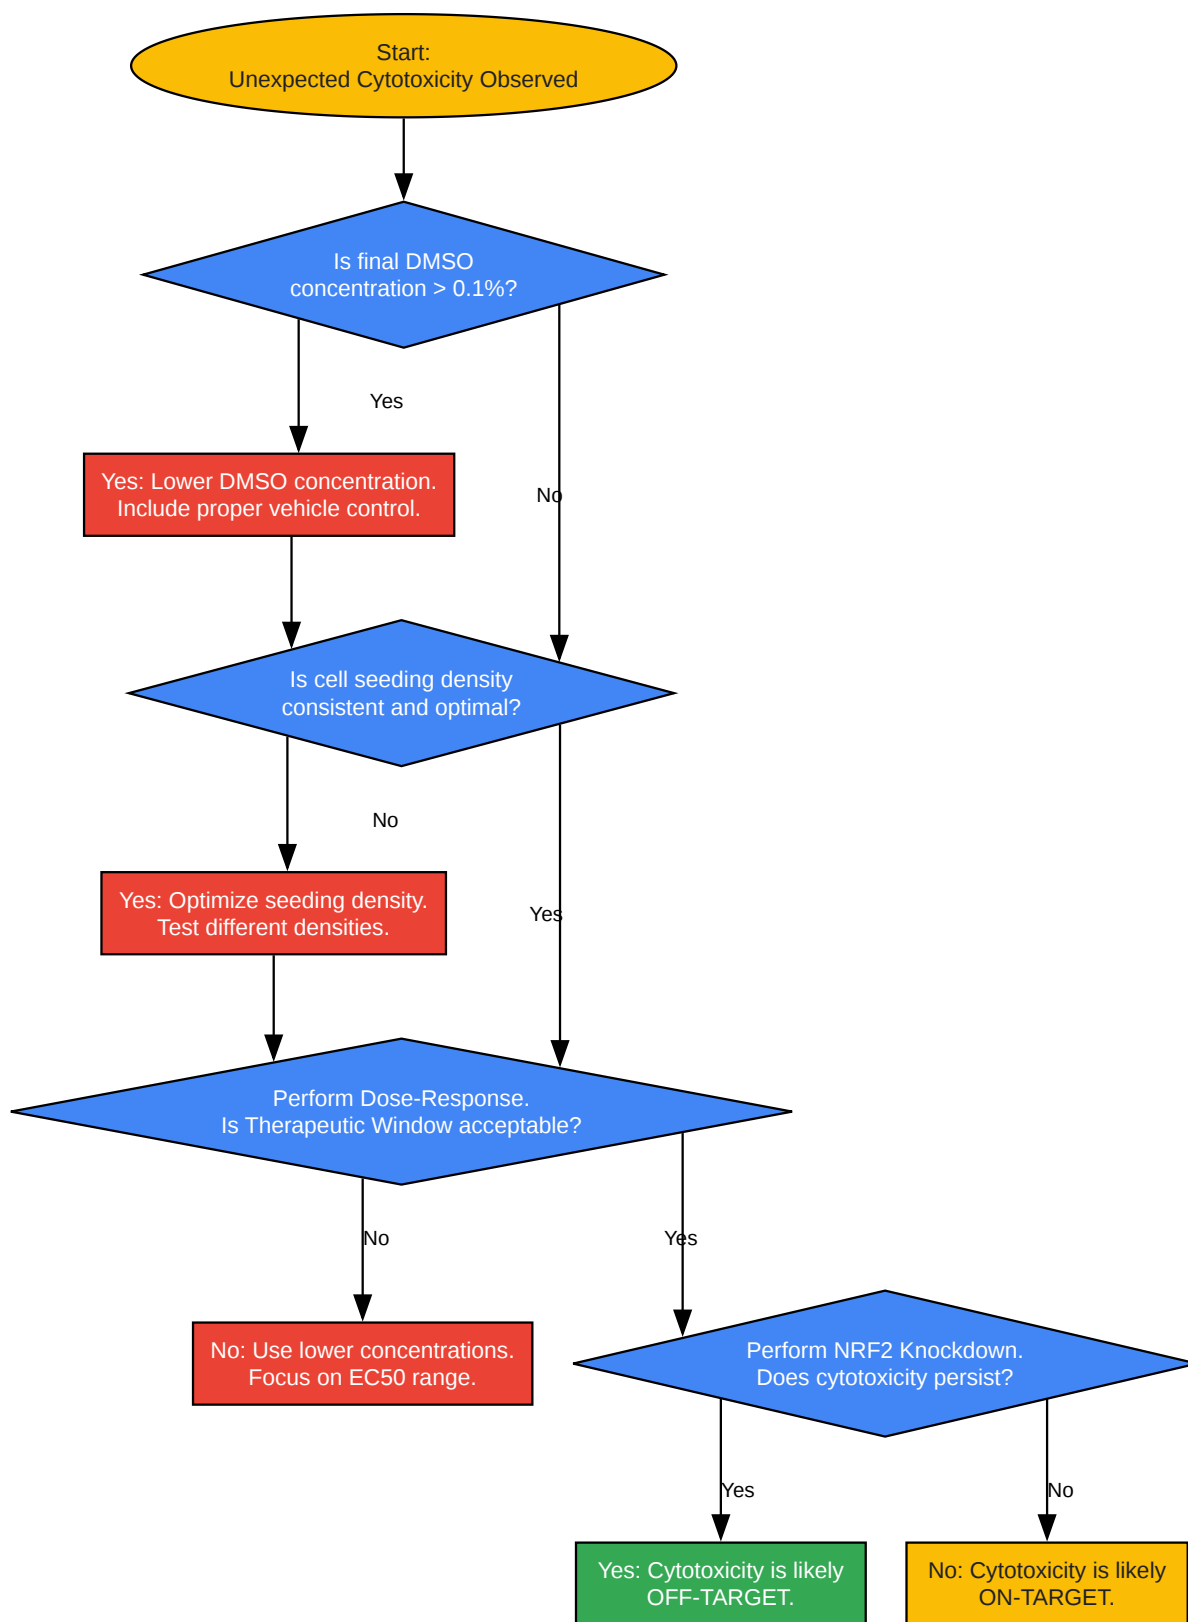 Start:
Unexpected Cytotoxicity Observed
Is final DMSO
concentration > 0.1%?
Yes
Yes: Lower DMSO concentration.
Include proper vehicle control.
No
Is cell seeding density
consistent and optimal?
No
Yes: Optimize seeding density.
Test different densities.
Yes
Perform Dose-Response.
Is Therapeutic Window acceptable?
No
Yes
No: Use lower concentrations.
Focus on EC50 range.
Perform NRF2 Knockdown.
Does cytotoxicity persist?
Yes
No
Yes: Cytotoxicity is likely
OFF-TARGET.
No: Cytotoxicity is likely
ON-TARGET.